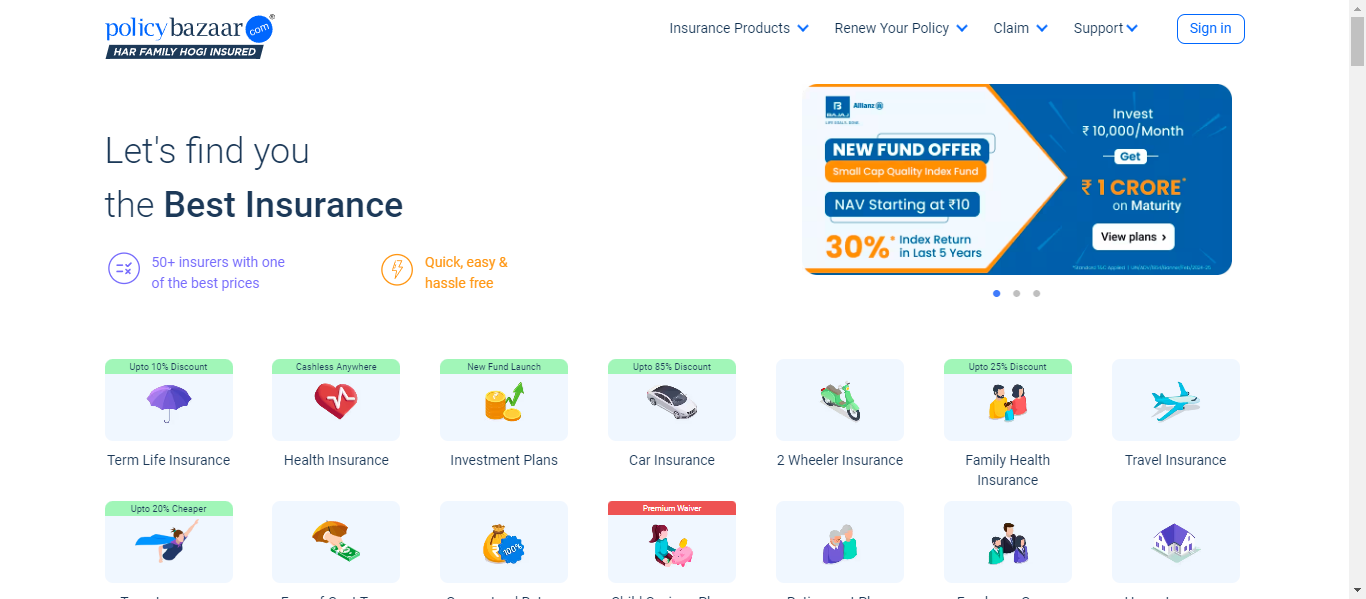 policybazaar.com®
HAR FAMILY HOGI INSURED
Insurance Products
Renew Your Policy
Claim
Support
Sign in
Let's find you
the Best Insurance
50+ insurers with one
of the best prices
Quick, easy &
hassle free
B
BAJAJ
Allianz
NEW FUND OFFER
Small Cap Quality Index Fund
NAV Starting at ₹10
30%* Index Return
in Last 5 Years
Invest
₹ 10,000/Month
Get
₹ 1 CRORE*
on Maturity
View plans ›
Upto 10% Discount
Cashless Anywhere
New Fund Launch
Upto 85% Discount
Upto 25% Discount
Term Life Insurance
Health Insurance
Investment Plans
Car Insurance
2 Wheeler Insurance
Family Health
Insurance
Travel Insurance
Upto 20% Cheaper
Premium Waiver
100%